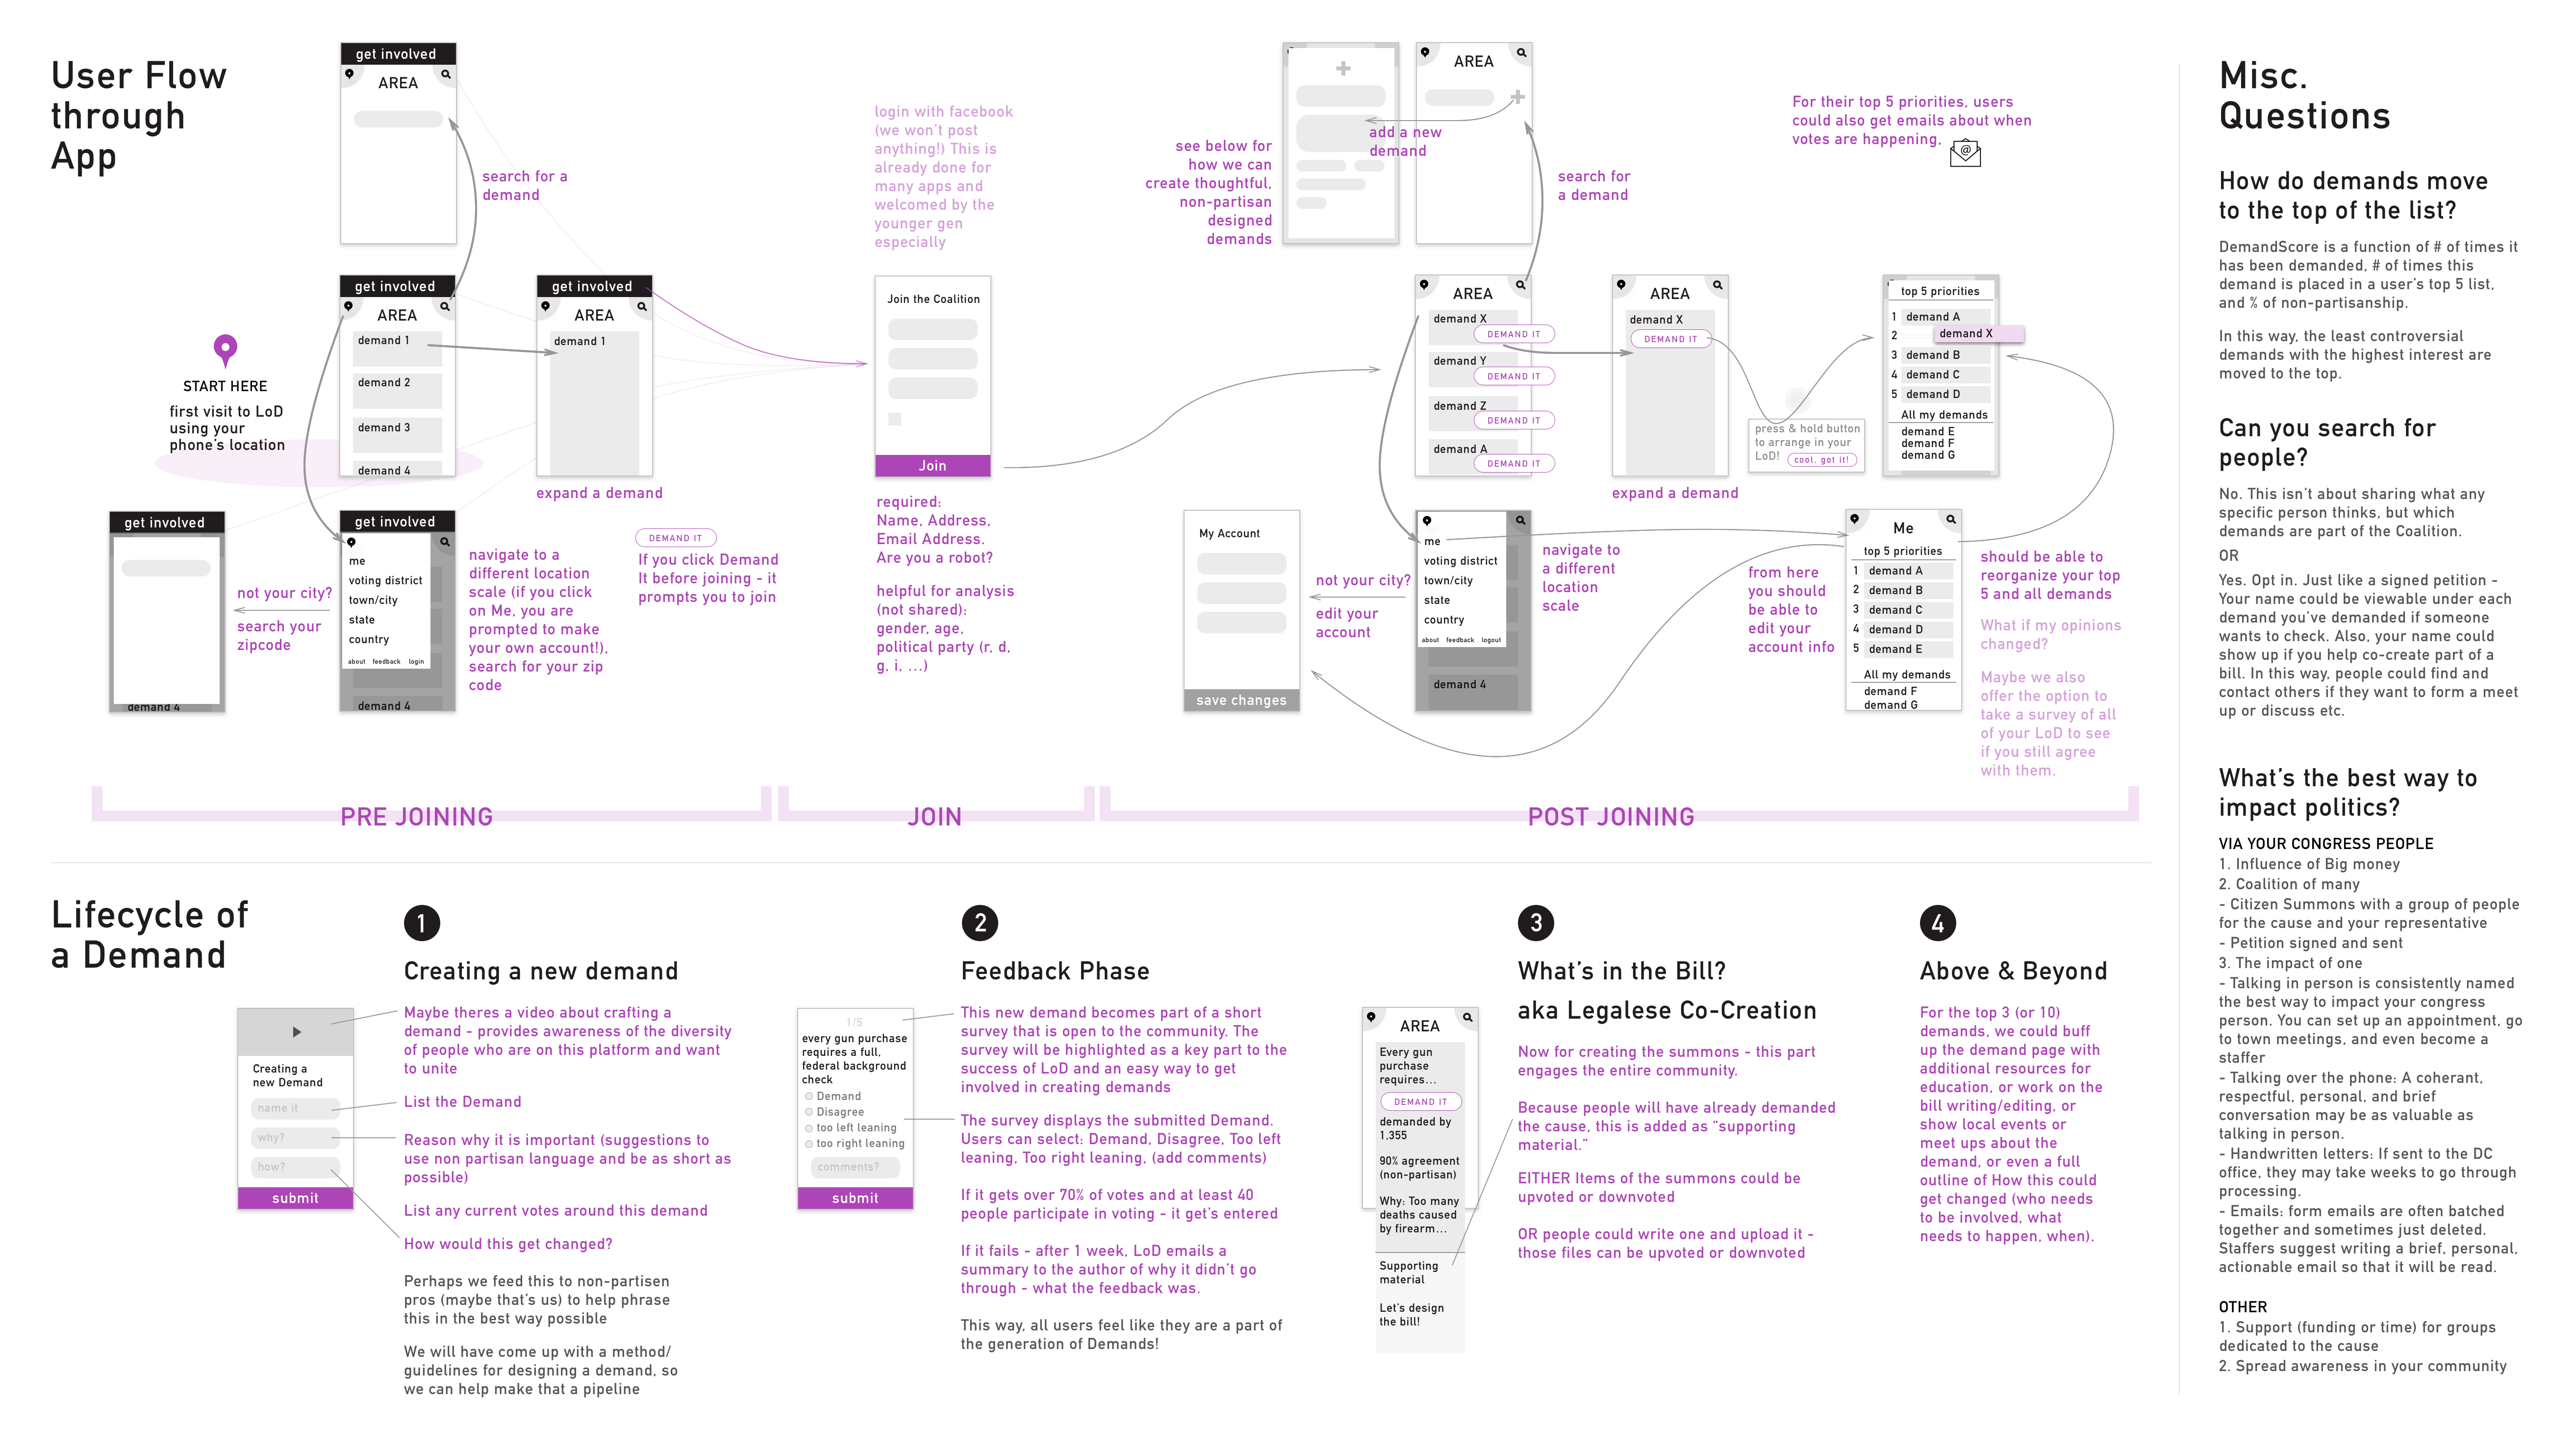 User Flow
through
App
get involved
AREA
search for a
demand
START HERE
first visit to LoD
using your
phone's location
get involved
AREA
demand 1
demand 2
demand 3
demand 4
get involved
AREA
demand 1
expand a demand
get involved
demand 4
not your city?
search your
zipcode
get involved
me
voting district
town/city
state
country
about feedback login
demand 4
navigate to a
different location
scale (if you click
on Me, you are
prompted to make
your own account!),
search for your zip
code
DEMAND IT
If you click Demand
It before joining - it
prompts you to join
login with facebook
(we won't post
anything!) This is
already done for
many apps and
welcomed by the
younger gen
especially
Join the Coalition
Join
required:
Name, Address,
Email Address.
Are you a robot?
helpful for analysis
(not shared):
gender, age,
political party (r, d,
g, i, ...)
see below for
how we can
create thoughtful,
non-partisan
designed
demands
AREA
add a new
demand
search for
a demand
For their top 5 priorities, users
could also get emails about when
votes are happening.
@
AREA
demand X
DEMAND IT
demand Y
DEMAND IT
demand Z
DEMAND IT
demand A
DEMAND IT
AREA
demand X
DEMAND IT
expand a demand
press & hold button
to arrange in your
LoD! cool. got it!
top 5 priorities
1 demand A
2 demand X
3 demand B
4 demand C
5 demand D
All my demands
demand E
demand F
demand G
My Account
save changes
not your city?
edit your
account
me
voting district
town/city
state
country
about feedback logout
demand 4
navigate to
a different
location
scale
from here
you should
be able to
edit your
account info
Me
top 5 priorities
1 demand A
2 demand B
3 demand C
4 demand D
5 demand E
All my demands
demand F
demand G
should be able to
reorganize your top
5 and all demands
What if my opinions
changed?
Maybe we also
offer the option to
take a survey of all
of your LoD to see
if you still agree
with them.
PRE JOINING
JOIN
POST JOINING
Lifecycle of
a Demand
1
Creating a new demand
Creating a
new Demand
name it
why?
how?
submit
Maybe theres a video about crafting a
demand - provides awareness of the diversity
of people who are on this platform and want
to unite
List the Demand
Reason why it is important (suggestions to
use non partisan language and be as short as
possible)
List any current votes around this demand
How would this get changed?
Perhaps we feed this to non-partisen
pros (maybe that's us) to help phrase
this in the best way possible
We will have come up with a method/
guidelines for designing a demand, so
we can help make that a pipeline
2
Feedback Phase
1/5
every gun purchase
requires a full,
federal background
check
Demand
Disagree
too left leaning
too right leaning
comments?
submit
This new demand becomes part of a short
survey that is open to the community. The
survey will be highlighted as a key part to the
success of LoD and an easy way to get
involved in creating demands
The survey displays the submitted Demand.
Users can select: Demand, Disagree, Too left
leaning, Too right leaning, (add comments)
If it gets over 70% of votes and at least 40
people participate in voting - it get's entered
If it fails - after 1 week, LoD emails a
summary to the author of why it didn't go
through - what the feedback was.
This way, all users feel like they are a part of
the generation of Demands!
3
What's in the Bill?
aka Legalese Co-Creation
AREA
Every gun
purchase
requires...
DEMAND IT
demanded by
1,355
90% agreement
(non-partisan)
Why: Too many
deaths caused
by firearm...
Supporting
material
Let's design
the bill!
Now for creating the summons - this part
engages the entire community.
Because people will have already demanded
the cause, this is added as "supporting
material."
EITHER Items of the summons could be
upvoted or downvoted
OR people could write one and upload it -
those files can be upvoted or downvoted
4
Above & Beyond
For the top 3 (or 10)
demands, we could buff
up the demand page with
additional resources for
education, or work on the
bill writing/editing, or
show local events or
meet ups about the
demand, or even a full
outline of How this could
get changed (who needs
to be involved, what
needs to happen, when).
Misc.
Questions
How do demands move
to the top of the list?
DemandScore is a function of # of times it
has been demanded, # of times this
demand is placed in a user's top 5 list,
and % of non-partisanship.
In this way, the least controversial
demands with the highest interest are
moved to the top.
Can you search for
people?
No. This isn't about sharing what any
specific person thinks, but which
demands are part of the Coalition.
OR
Yes. Opt in. Just like a signed petition -
Your name could be viewable under each
demand you've demanded if someone
wants to check. Also, your name could
show up if you help co-create part of a
bill. In this way, people could find and
contact others if they want to form a meet
up or discuss etc.
What's the best way to
impact politics?
VIA YOUR CONGRESS PEOPLE
1. Influence of Big money
2. Coalition of many
- Citizen Summons with a group of people
for the cause and your representative
- Petition signed and sent
3. The impact of one
- Talking in person is consistently named
the best way to impact your congress
person. You can set up an appointment, go
to town meetings, and even become a
staffer
- Talking over the phone: A coherant,
respectful, personal, and brief
conversation may be as valuable as
talking in person.
- Handwritten letters: If sent to the DC
office, they may take weeks to go through
processing.
- Emails: form emails are often batched
together and sometimes just deleted.
Staffers suggest writing a brief, personal,
actionable email so that it will be read.
OTHER
1. Support (funding or time) for groups
dedicated to the cause
2. Spread awareness in your community